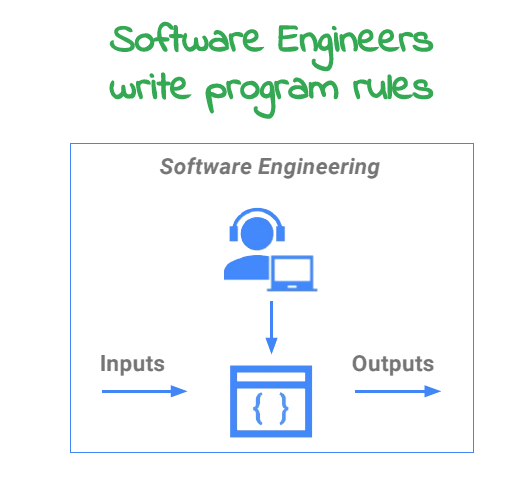 Software Engineers
write program rules
Software Engineering
Inputs
Outputs
{ }